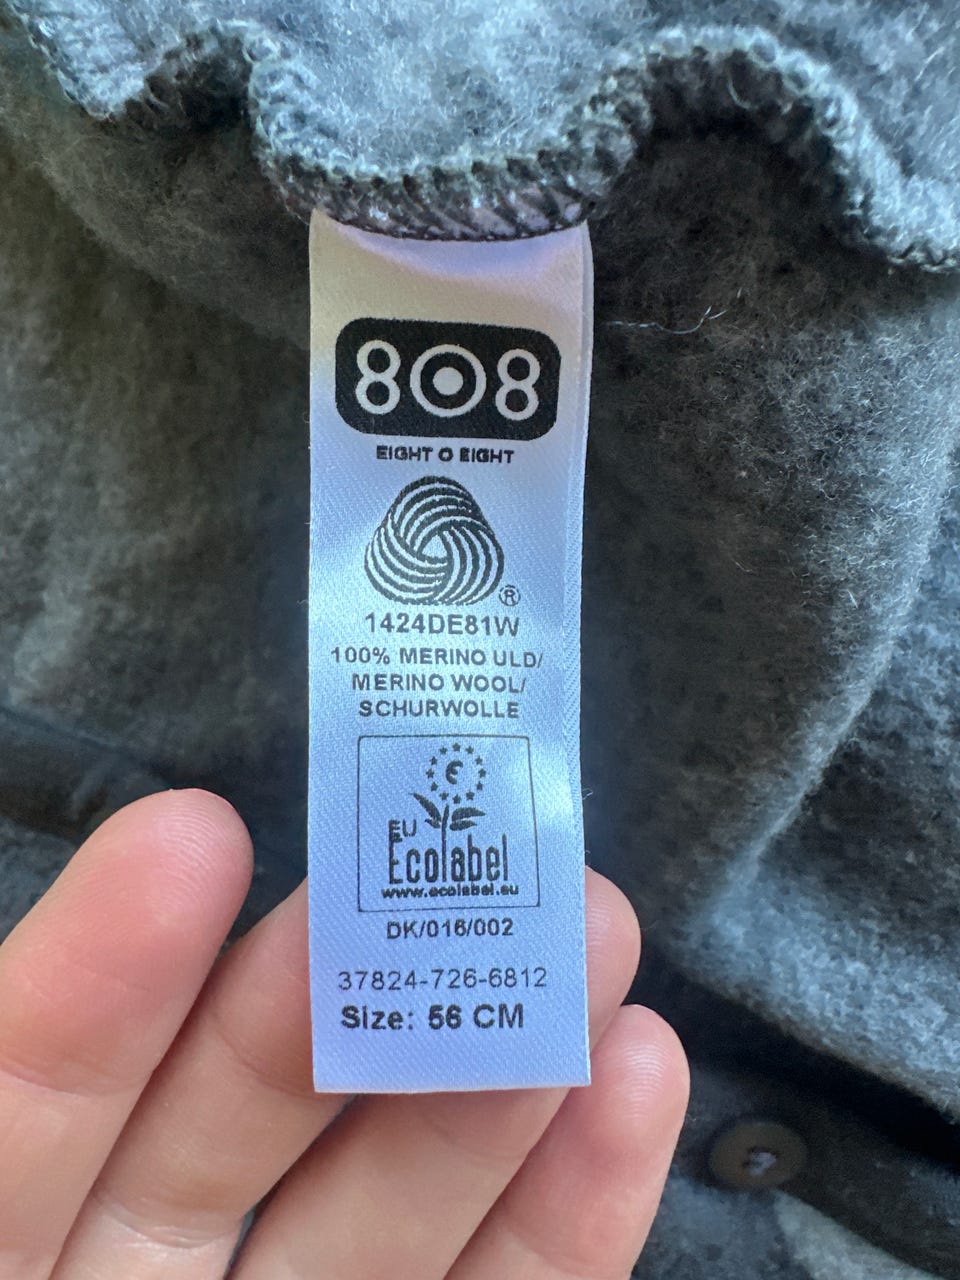 808
EIGHT O EIGHT
®
1424DE81W
100% MERINO ULD/
MERINO WOOL/
SCHURWOLLE
EU
Ecolabel
www.ecolabel.eu
DK/016/002
37824-726-6812
Size: 56 CM